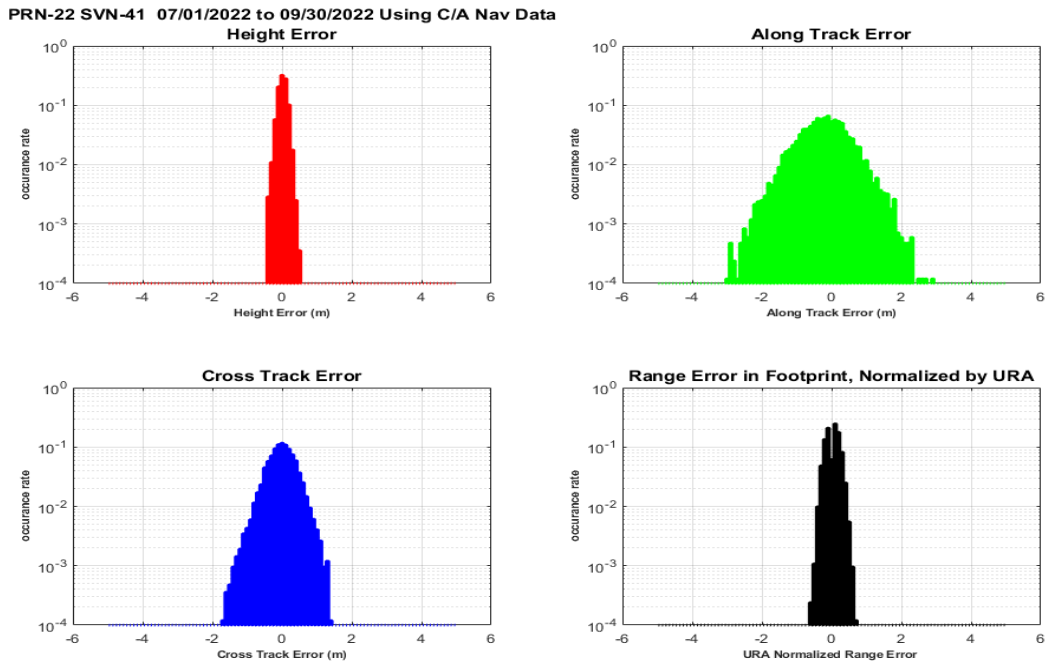 PRN-22 SVN-41 07/01/2022 to 09/30/2022 Using C/A Nav Data
Height Error
10^0
10^-1
10^-2
10^-3
10^-4
occurance rate
-6 -4 -2 0 2 4 6
Height Error (m)
Along Track Error
10^0
10^-1
10^-2
10^-3
10^-4
occurance rate
-6 -4 -2 0 2 4 6
Along Track Error (m)
Cross Track Error
10^0
10^-1
10^-2
10^-3
10^-4
occurance rate
-6 -4 -2 0 2 4 6
Cross Track Error (m)
Range Error in Footprint, Normalized by URA
10^0
10^-1
10^-2
10^-3
10^-4
occurance rate
-6 -4 -2 0 2 4 6
URA Normalized Range Error